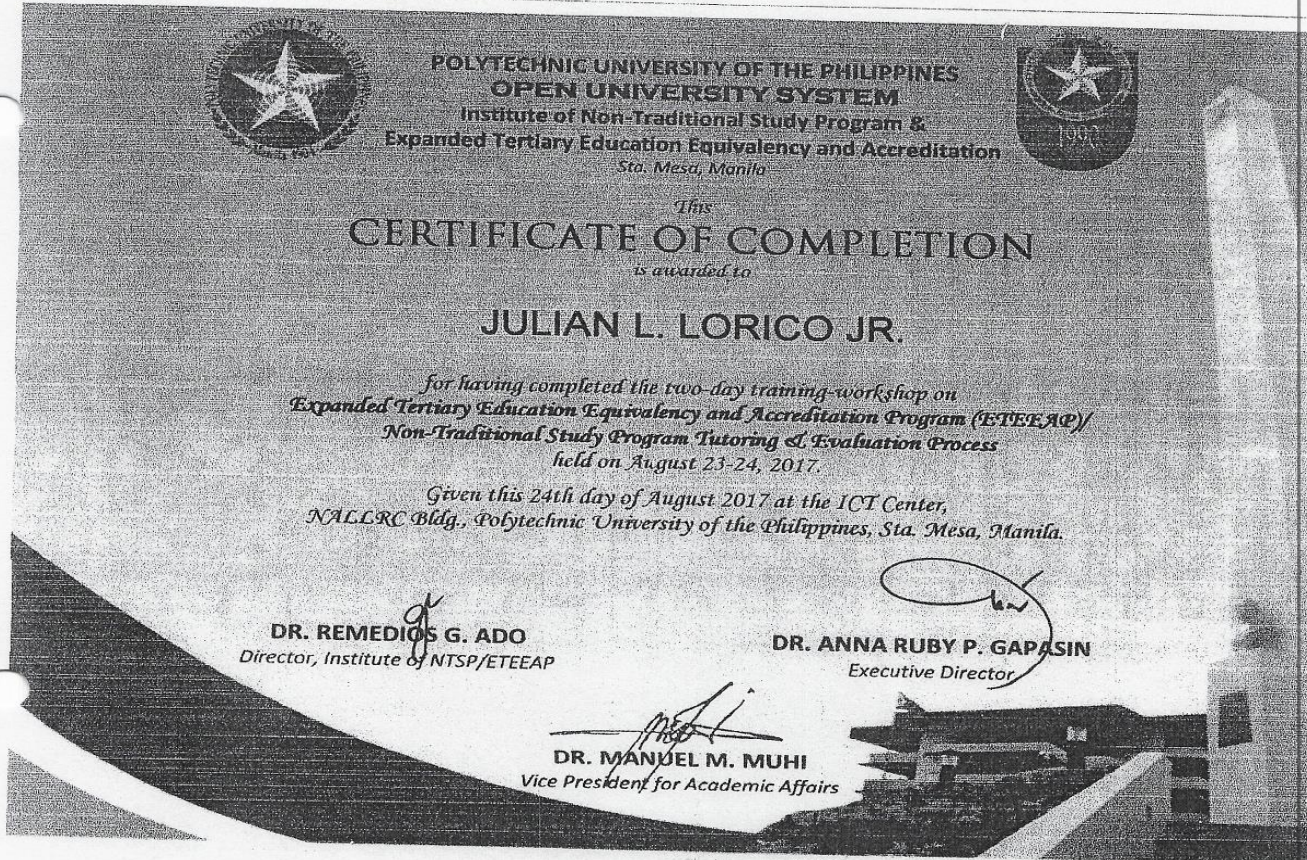 POLYTECHNIC UNIVERSITY OF THE PHILIPPINES
OPEN UNIVERSITY SYSTEM
Institute of Non-Traditional Study Program &
Expanded Tertiary Education Equivalency and Accreditation
Sta. Mesa, Manila
This
CERTIFICATE OF COMPLETION
is awarded to
JULIAN L. LORICO JR.
for having completed the two-day training-workshop on
Expanded Tertiary Education Equivalency and Accreditation Program (ETEEAP)/
Non-Traditional Study Program Tutoring & Evaluation Process
held on August 23-24, 2017.
Given this 24th day of August 2017 at the ICT Center,
NALLRC Bldg., Polytechnic University of the Philippines, Sta. Mesa, Manila.
DR. REMEDIOS G. ADO
Director, Institute of NTSP/ETEEAP
DR. ANNA RUBY P. GAPASIN
Executive Director
DR. MANUEL M. MUHI
Vice President for Academic Affairs